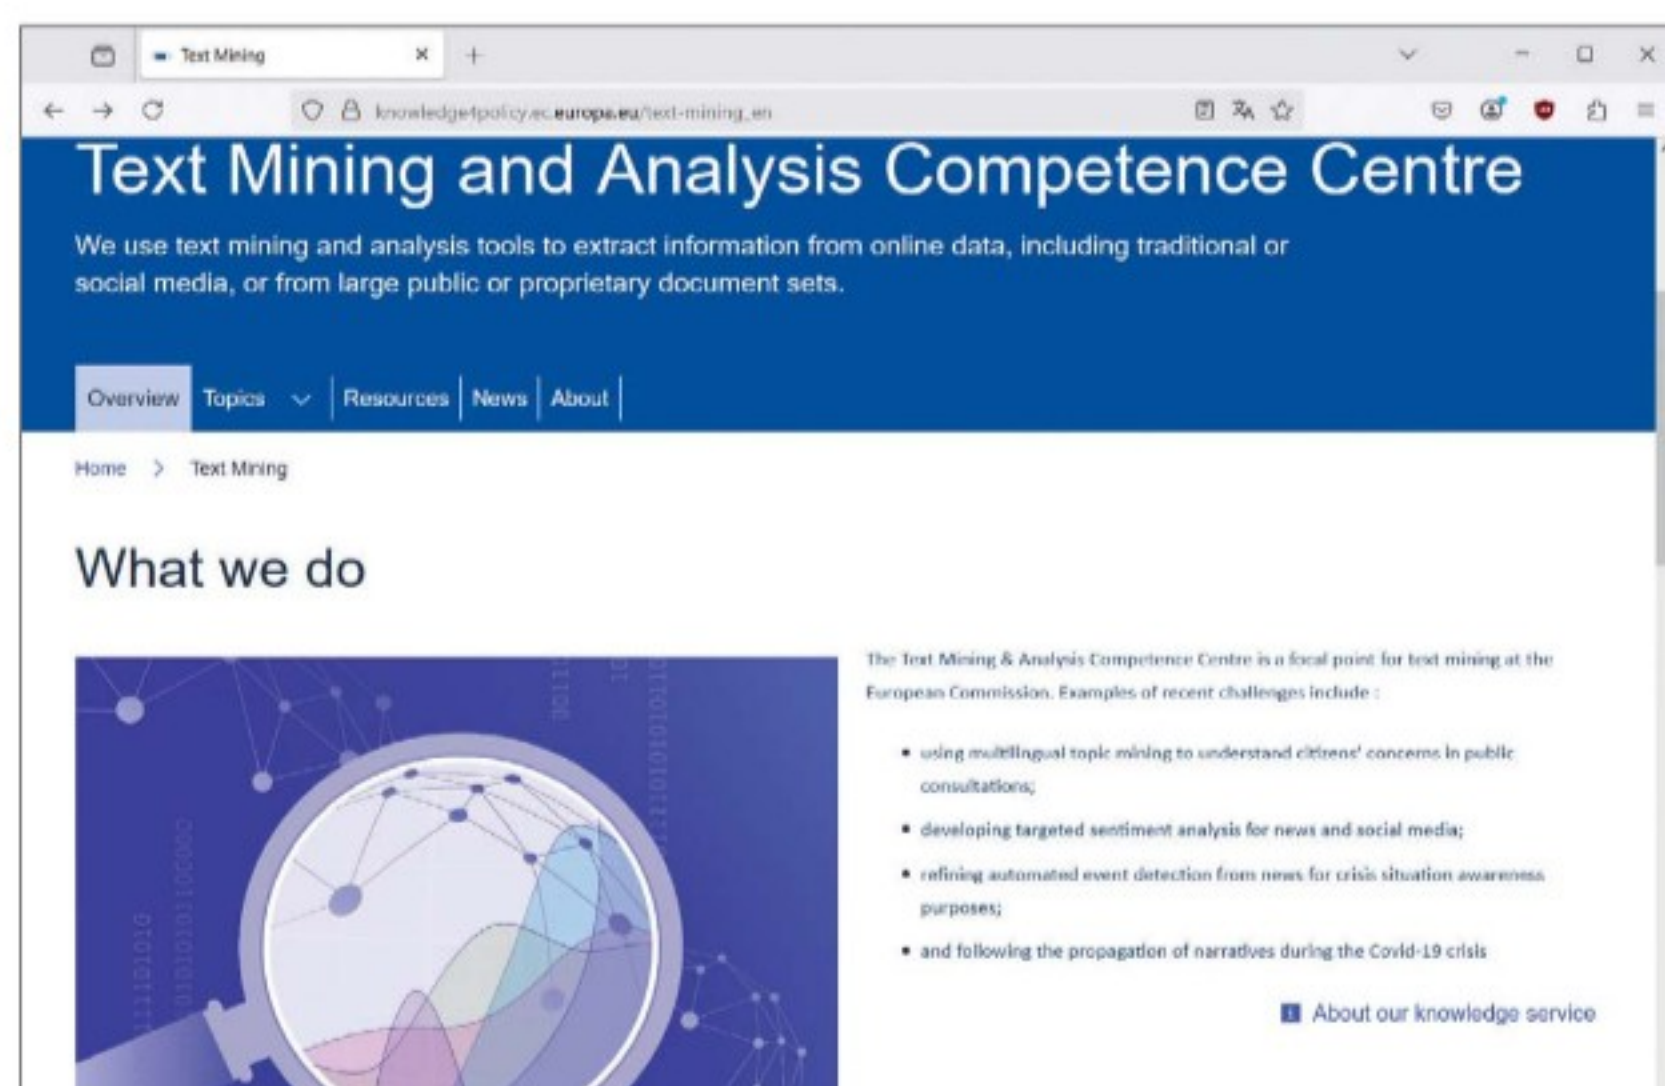 Text Mining
knowledge4policy.ec.europa.eu/text-mining_en
Text Mining and Analysis Competence Centre
We use text mining and analysis tools to extract information from online data, including traditional or
social media, or from large public or proprietary document sets.
Overview Topics Resources News About
Home > Text Mining
What we do
The Text Mining & Analysis Competence Centre is a focal point for text mining at the
European Commission. Examples of recent challenges include :
• using multilingual topic mining to understand citizens' concerns in public
consultations;
• developing targeted sentiment analysis for news and social media;
• refining automated event detection from news for crisis situation awareness
purposes;
• and following the propagation of narratives during the Covid-19 crisis
About our knowledge service